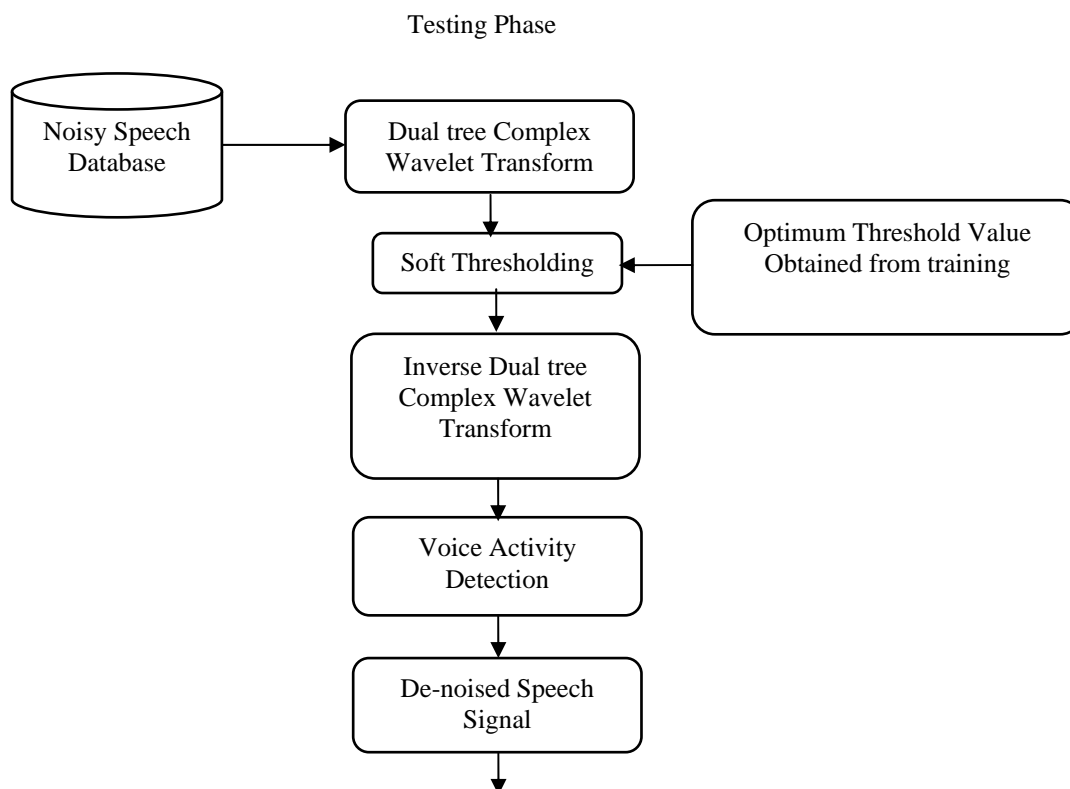 Testing Phase
Noisy Speech
Database
Dual tree Complex
Wavelet Transform
Soft Thresholding
Optimum Threshold Value
Obtained from training
Inverse Dual tree
Complex Wavelet
Transform
Voice Activity
Detection
De-noised Speech
Signal